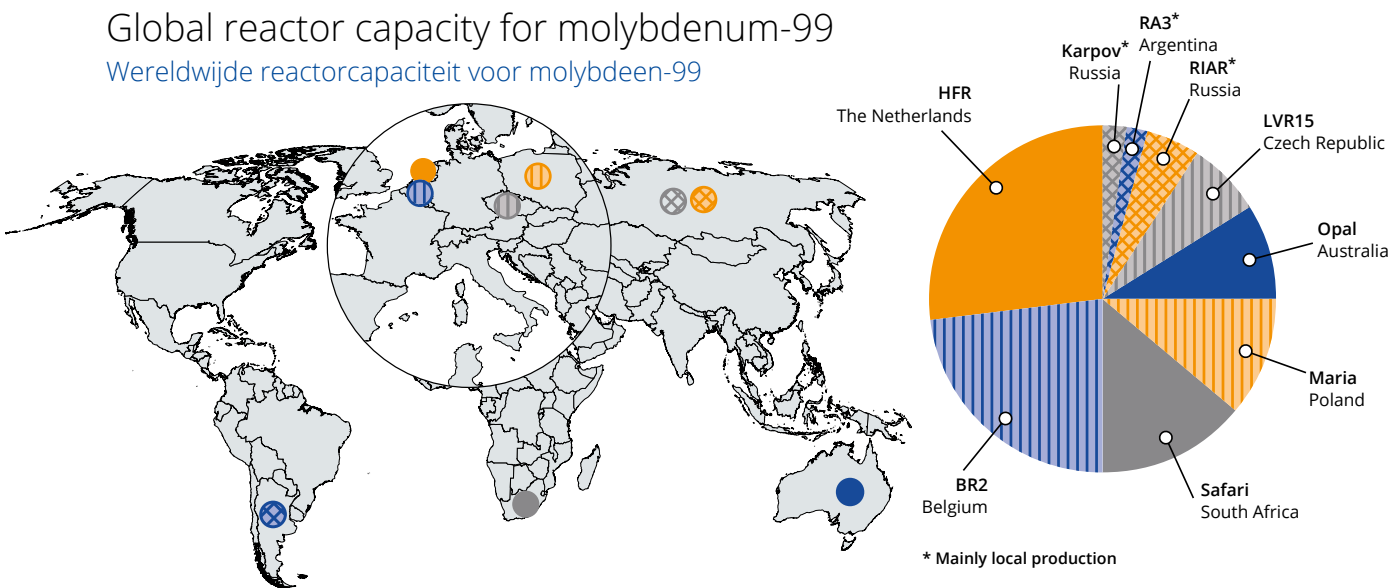 Global reactor capacity for molybdenum-99
Wereldwijde reactorcapaciteit voor molybdeen-99
RA3*
Argentina
Karpov*
Russia
RIAR*
Russia
HFR
The Netherlands
LVR15
Czech Republic
Opal
Australia
Maria
Poland
Safari
South Africa
BR2
Belgium
* Mainly local production